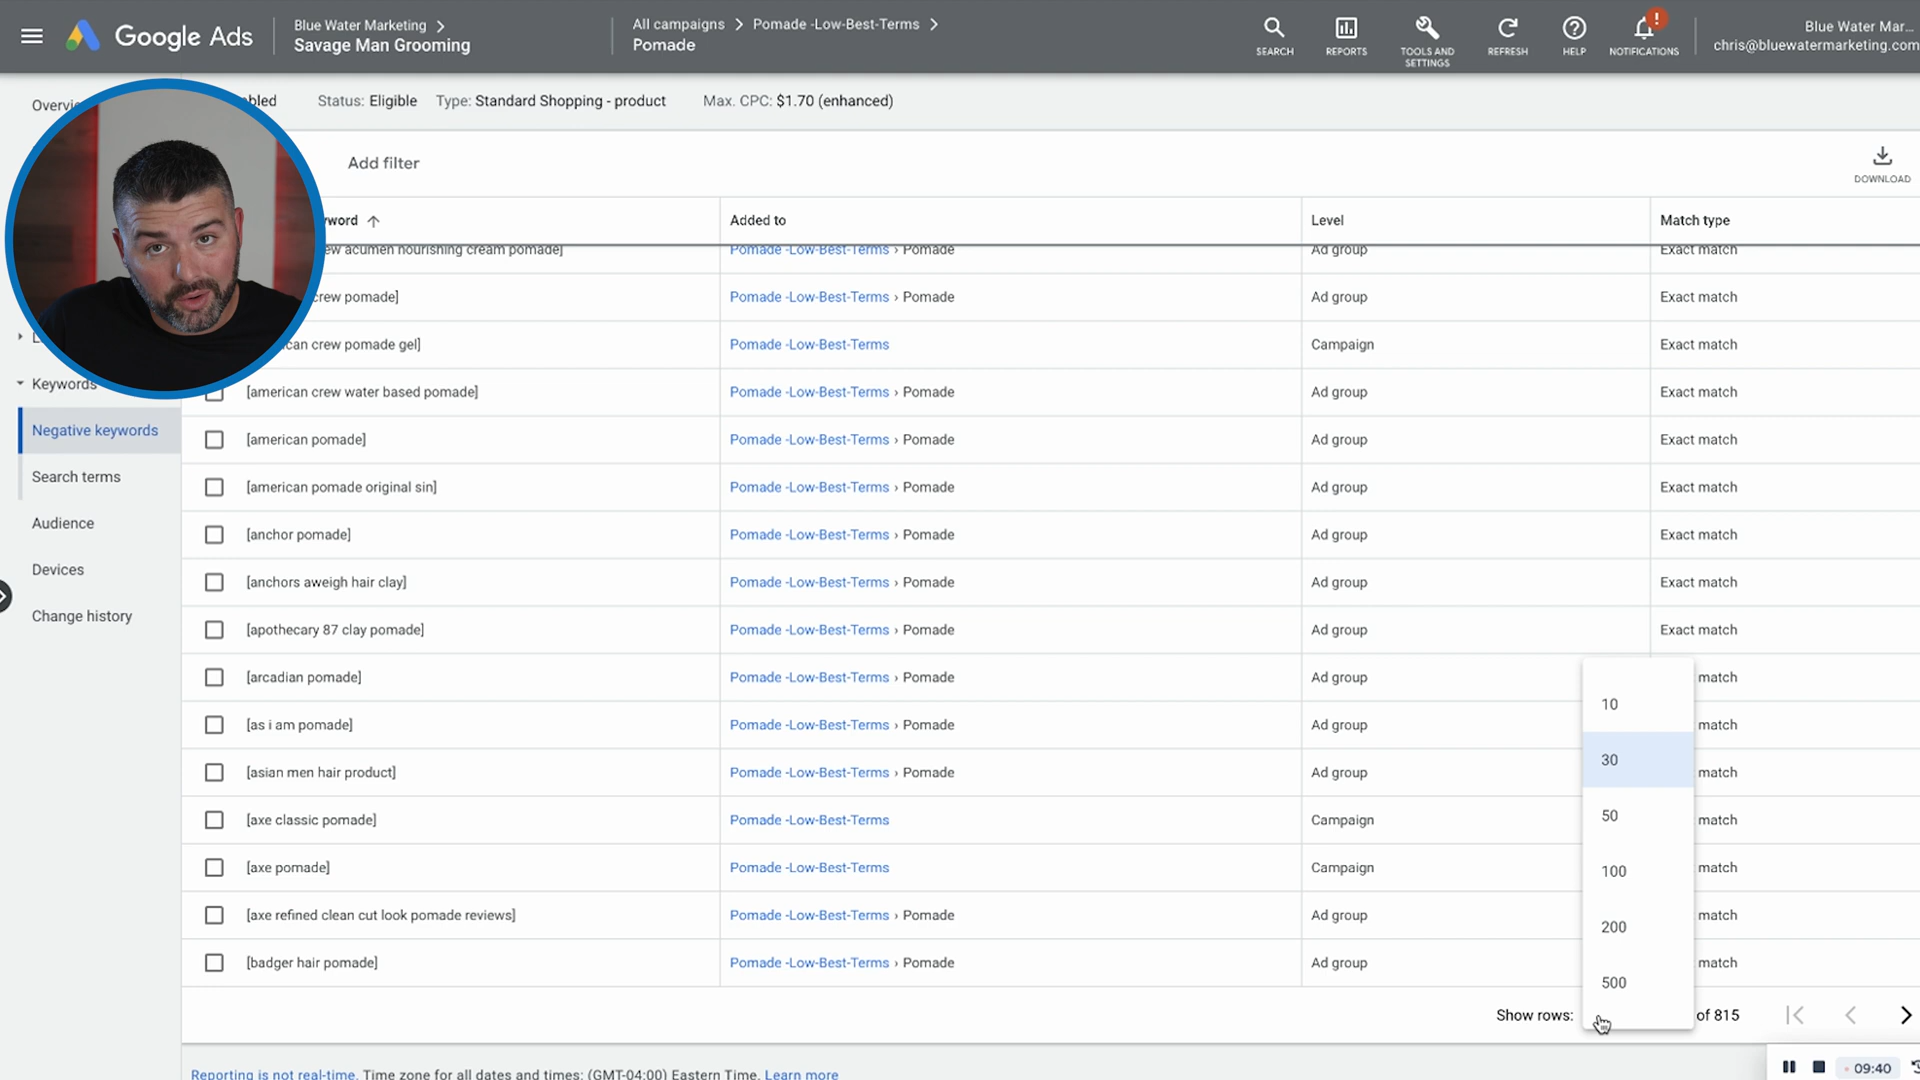 Google Ads
Blue Water Marketing
Savage Man Grooming
All campaigns
Pomade -Low-Best-Terms
Pomade
SEARCH
REPORTS
TOOLS AND
SETTINGS
REFRESH
HELP
!
NOTIFICATIONS
Blue Water Mar...
chris@bluewatermarketing.com
Status: Eligible
Type: Standard Shopping - product
Max. CPC: $1.70 (enhanced)
Add filter
DOWNLOAD
Keywords
Negative keywords
Search terms
Audience
Devices
Change history
Added to
Level
Match type
acumen nourishing cream pomade]
Pomade -Low-Best-Terms › Pomade
Ad group
Exact match
crew pomade]
Pomade -Low-Best-Terms › Pomade
Ad group
Exact match
crew pomade gel]
Pomade -Low-Best-Terms
Campaign
Exact match
[american crew water based pomade]
Pomade -Low-Best-Terms › Pomade
Ad group
Exact match
[american pomade]
Pomade -Low-Best-Terms › Pomade
Ad group
Exact match
[american pomade original sin]
Pomade -Low-Best-Terms › Pomade
Ad group
Exact match
[anchor pomade]
Pomade -Low-Best-Terms › Pomade
Ad group
Exact match
[anchors aweigh hair clay]
Pomade -Low-Best-Terms › Pomade
Ad group
Exact match
[apothecary 87 clay pomade]
Pomade -Low-Best-Terms › Pomade
Ad group
Exact match
[arcadian pomade]
Pomade -Low-Best-Terms › Pomade
Ad group
match
[as i am pomade]
Pomade -Low-Best-Terms › Pomade
Ad group
match
[asian men hair product]
Pomade -Low-Best-Terms › Pomade
Ad group
match
[axe classic pomade]
Pomade -Low-Best-Terms
Campaign
match
[axe pomade]
Pomade -Low-Best-Terms
Campaign
match
[axe refined clean cut look pomade reviews]
Pomade -Low-Best-Terms › Pomade
Ad group
match
[badger hair pomade]
Pomade -Low-Best-Terms › Pomade
Ad group
match
10
30
50
100
200
500
Show rows:
of 815
Reporting is not real-time. Time zone for all dates and times: (GMT-04:00) Eastern Time. Learn more
09:40